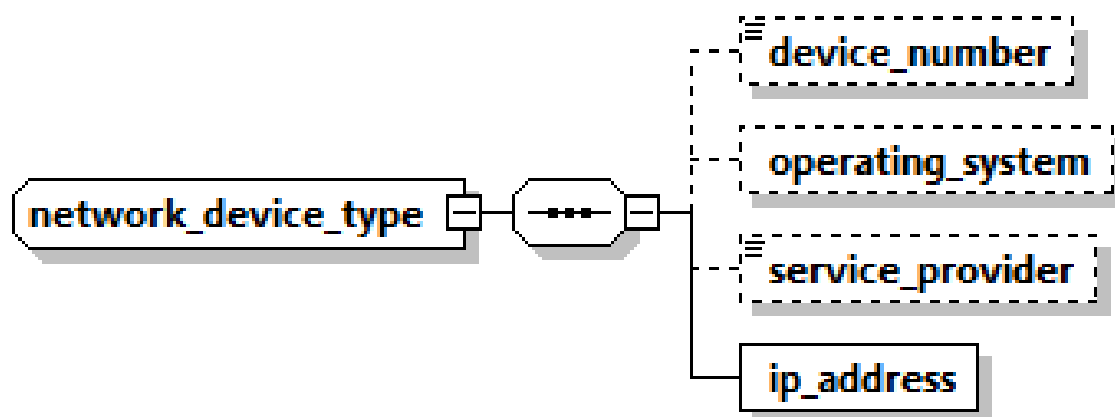 device_number
operating_system
network_device_type
service_provider
ip_address